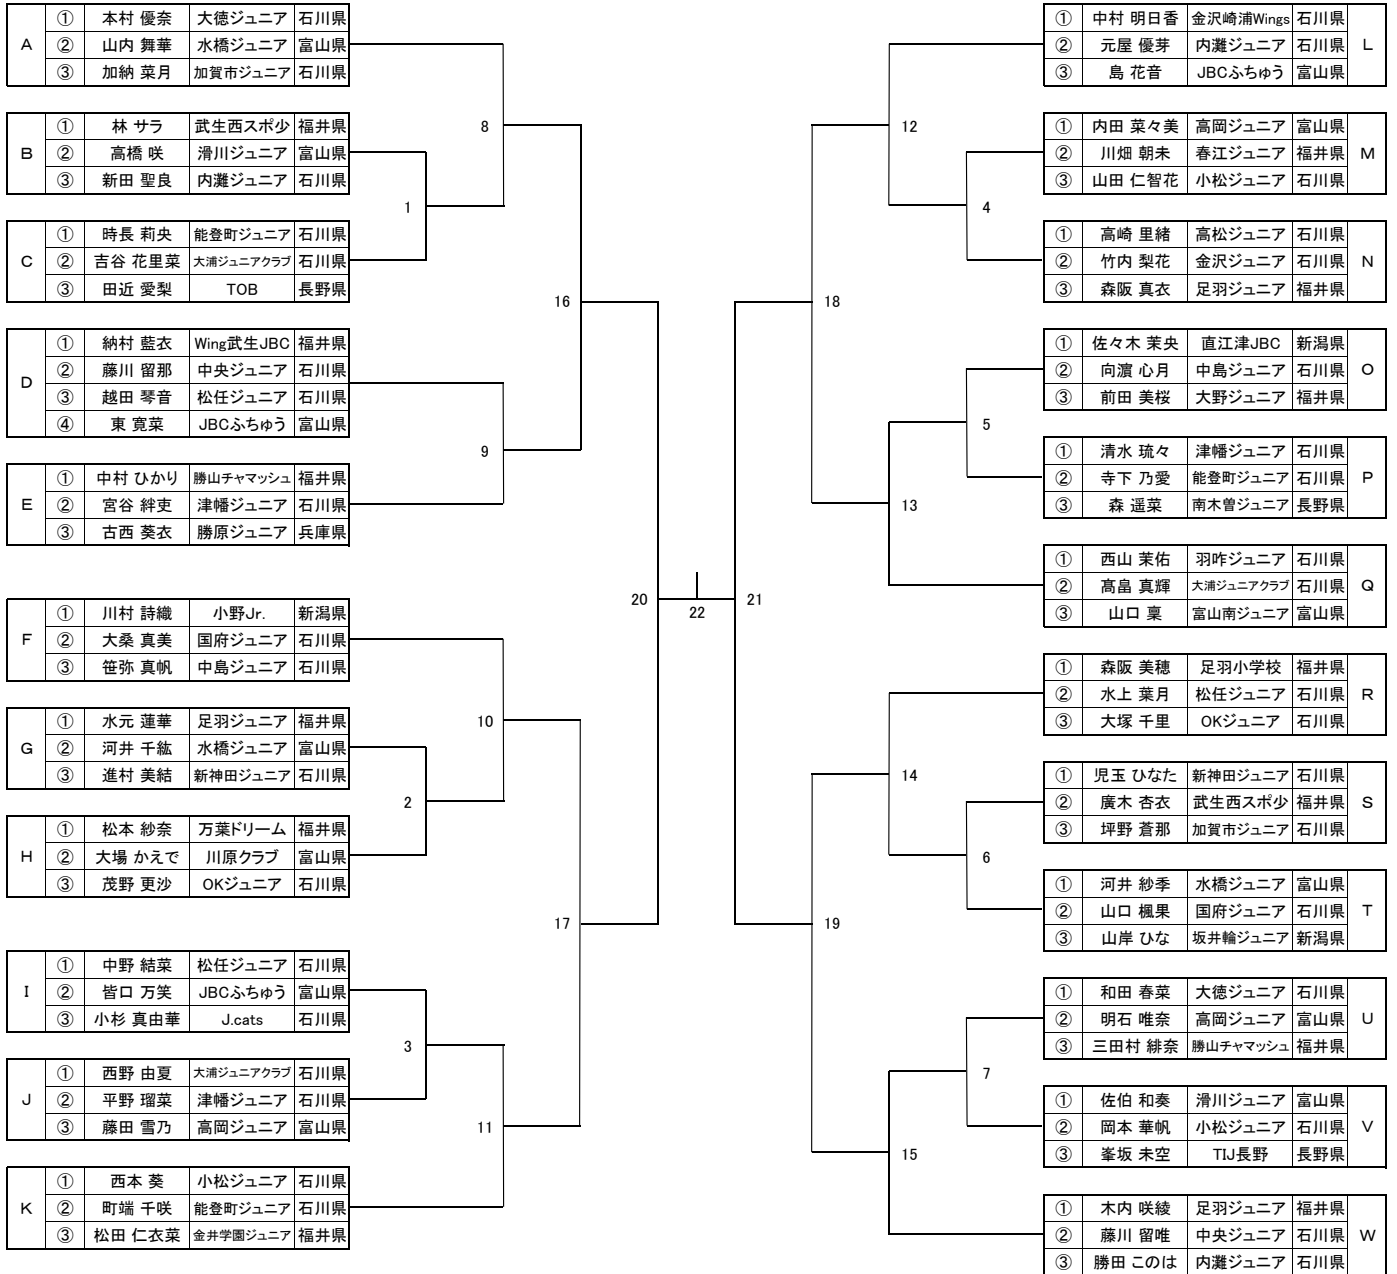 A
① 本村 優奈 大徳ジュニア 石川県
② 山内 舞華 水橋ジュニア 富山県
③ 加納 菜月 加賀市ジュニア 石川県
B
① 林 サラ 武生西スポ少 福井県
② 高橋 咲 滑川ジュニア 富山県
③ 新田 聖良 内灘ジュニア 石川県
C
① 時長 莉央 能登町ジュニア 石川県
② 吉谷 花里菜 大浦ジュニアクラブ 石川県
③ 田近 愛梨 TOB 長野県
D
① 納村 藍衣 Wing武生JBC 福井県
② 藤川 留那 中央ジュニア 石川県
③ 越田 琴音 松任ジュニア 石川県
④ 東 寛菜 JBCふちゅう 富山県
E
① 中村 ひかり 勝山チャマッシュ 福井県
② 宮谷 絆吏 津幡ジュニア 石川県
③ 古西 葵衣 勝原ジュニア 兵庫県
F
① 川村 詩織 小野Jr. 新潟県
② 大桑 真美 国府ジュニア 石川県
③ 笹弥 真帆 中島ジュニア 石川県
G
① 水元 蓮華 足羽ジュニア 福井県
② 河井 千紘 水橋ジュニア 富山県
③ 進村 美結 新神田ジュニア 石川県
H
① 松本 紗奈 万葉ドリーム 福井県
② 大場 かえで 川原クラブ 富山県
③ 茂野 更沙 OKジュニア 石川県
I
① 中野 結菜 松任ジュニア 石川県
② 皆口 万笑 JBCふちゅう 富山県
③ 小杉 真由華 J.cats 石川県
J
① 西野 由夏 大浦ジュニアクラブ 石川県
② 平野 瑠菜 津幡ジュニア 石川県
③ 藤田 雪乃 高岡ジュニア 富山県
K
① 西本 葵 小松ジュニア 石川県
② 町端 千咲 能登町ジュニア 石川県
③ 松田 仁衣菜 金井学園ジュニア 福井県
8
1
16
9
10
2
17
3
11
20
22
21
12
4
18
5
13
14
6
19
7
15
① 中村 明日香 金沢崎浦Wings 石川県
② 元屋 優芽 内灘ジュニア 石川県
③ 島 花音 JBCふちゅう 富山県
L
① 内田 菜々美 高岡ジュニア 富山県
② 川畑 朝未 春江ジュニア 福井県
③ 山田 仁智花 小松ジュニア 石川県
M
① 高崎 里緒 高松ジュニア 石川県
② 竹内 梨花 金沢ジュニア 石川県
③ 森阪 真衣 足羽ジュニア 福井県
N
① 佐々木 茉央 直江津JBC 新潟県
② 向濵 心月 中島ジュニア 石川県
③ 前田 美桜 大野ジュニア 福井県
O
① 清水 琉々 津幡ジュニア 石川県
② 寺下 乃愛 能登町ジュニア 石川県
③ 森 遥菜 南木曽ジュニア 長野県
P
① 西山 茉佑 羽咋ジュニア 石川県
② 髙畠 真輝 大浦ジュニアクラブ 石川県
③ 山口 稟 富山南ジュニア 富山県
Q
① 森阪 美穂 足羽小学校 福井県
② 水上 葉月 松任ジュニア 石川県
③ 大塚 千里 OKジュニア 石川県
R
① 児玉 ひなた 新神田ジュニア 石川県
② 廣木 杏衣 武生西スポ少 福井県
③ 坪野 蒼那 加賀市ジュニア 石川県
S
① 河井 紗季 水橋ジュニア 富山県
② 山口 楓果 国府ジュニア 石川県
③ 山岸 ひな 坂井輪ジュニア 新潟県
T
① 和田 春菜 大徳ジュニア 石川県
② 明石 唯奈 高岡ジュニア 富山県
③ 三田村 緋奈 勝山チャマッシュ 福井県
U
① 佐伯 和奏 滑川ジュニア 富山県
② 岡本 華帆 小松ジュニア 石川県
③ 峯坂 未空 TIJ長野 長野県
V
① 木内 咲綾 足羽ジュニア 福井県
② 藤川 留唯 中央ジュニア 石川県
③ 勝田 このは 内灘ジュニア 石川県
W